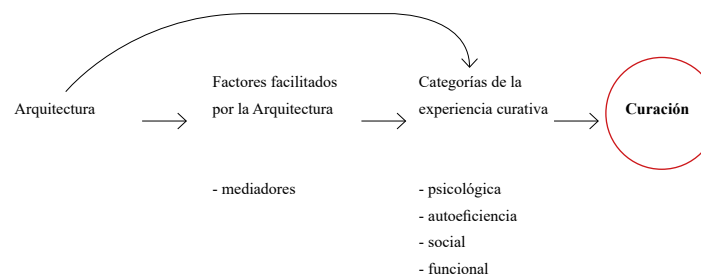 Arquitectura
Factores facilitados
por la Arquitectura
- mediadores
Categorías de la
experiencia curativa
- psicológica
- autoeficiencia
- social
- funcional
Curación